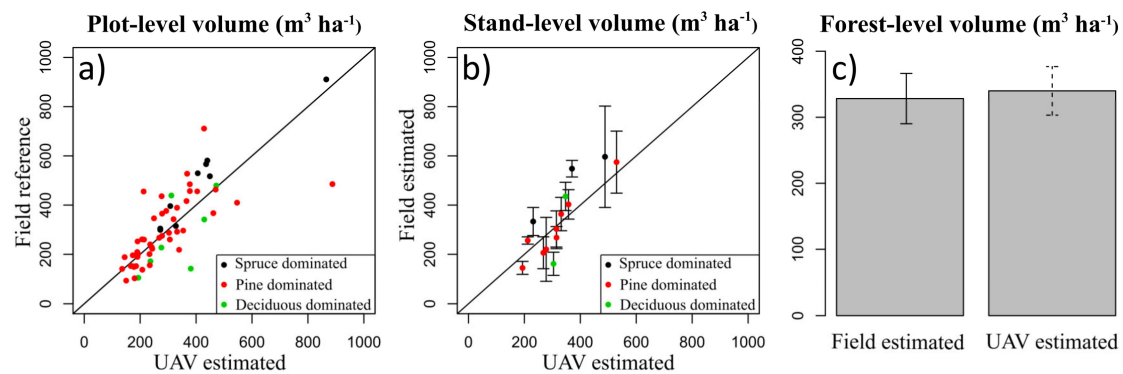 Plot-level volume (m³ ha⁻¹)
Stand-level volume (m³ ha⁻¹)
Forest-level volume (m³ ha⁻¹)
a)
Field reference
0
200
400
600
800
1000
0
200
400
600
800
1000
UAV estimated
Spruce dominated
Pine dominated
Deciduous dominated
b)
Field estimated
0
200
400
600
800
1000
0
200
400
600
800
1000
UAV estimated
Spruce dominated
Pine dominated
Deciduous dominated
c)
0
100
200
300
400
Field estimated
UAV estimated